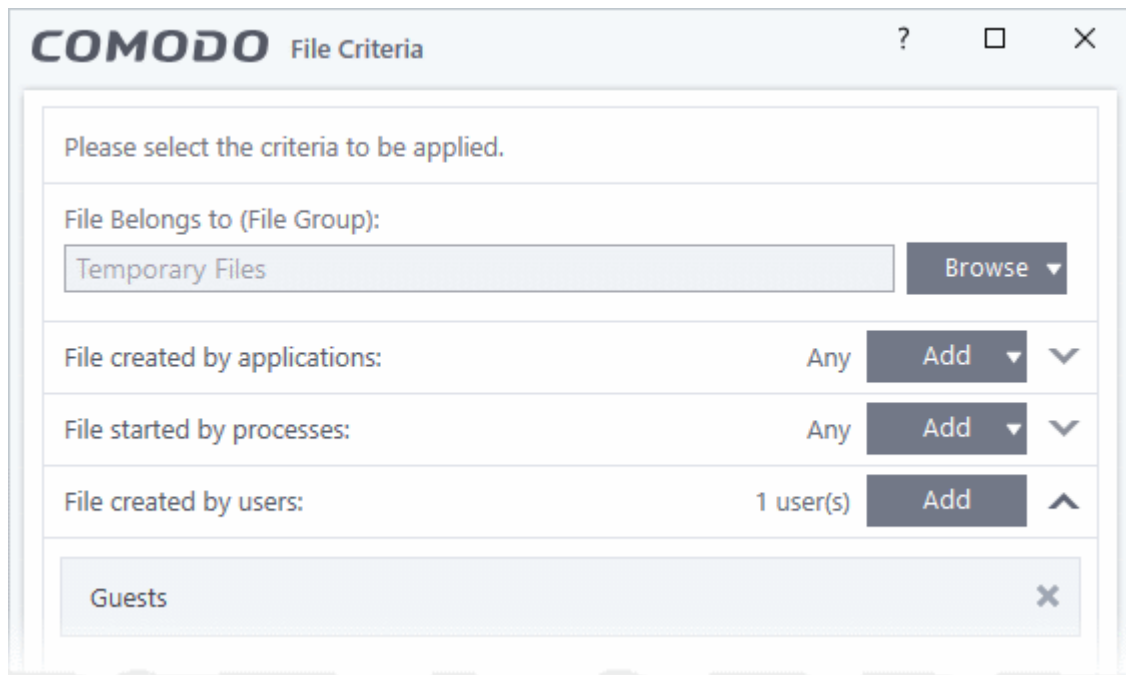 COMODO File Criteria ?
Please select the criteria to be applied.
File Belongs to (File Group):
Temporary Files Browse
File created by applications: Any Add
File started by processes: Any Add
File created by users: 1 user(s) Add
Guests